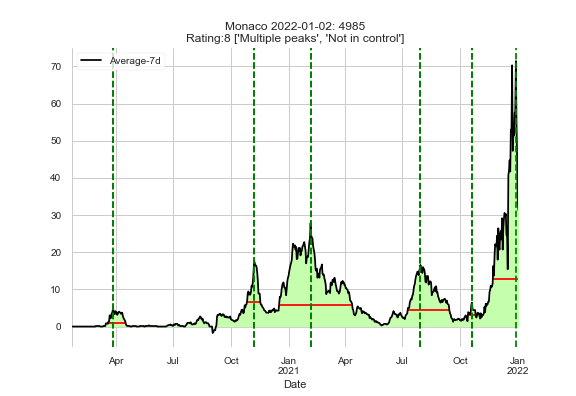 Monaco 2022-01-02: 4985
Rating:8 ['Multiple peaks', 'Not in control']
Average-7d
70
60
50
40
30
20
10
0
Apr Jul Oct Jan Apr Jul Oct Jan
2021 2022
Date